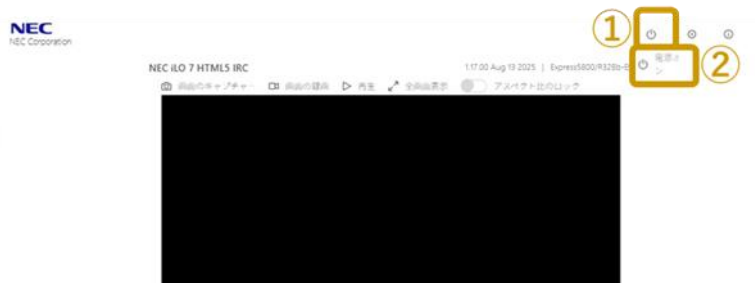 NEC
NEC Corporation
①
②
電源オン
NEC iLO 7 HTML5 IRC
1.17.00 Aug 13 2025 | Express5800/R32Bb-
画面のキャプチャー 画面の録画 再生 全画面表示 アスペクト比のロック